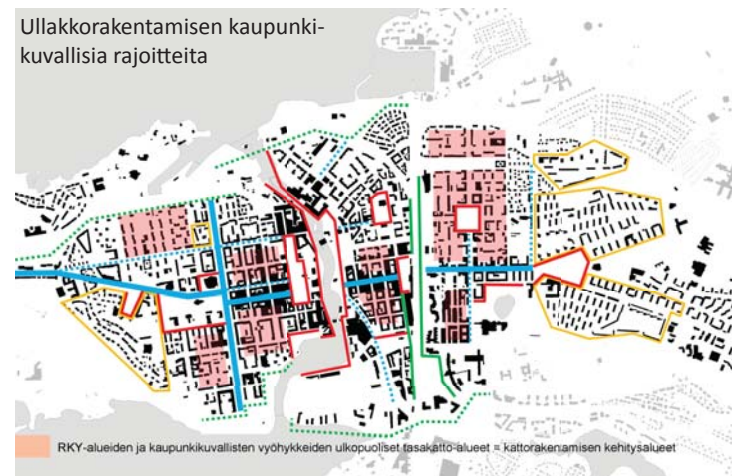 Ullakkorakentamisen kaupunki-
kuvallisia rajoitteita
RKY-alueiden ja kaupunkikuvallisten vyöhykkeiden ulkopuoliset tasakatto-alueet = kattorakentamisen kehitysalueet